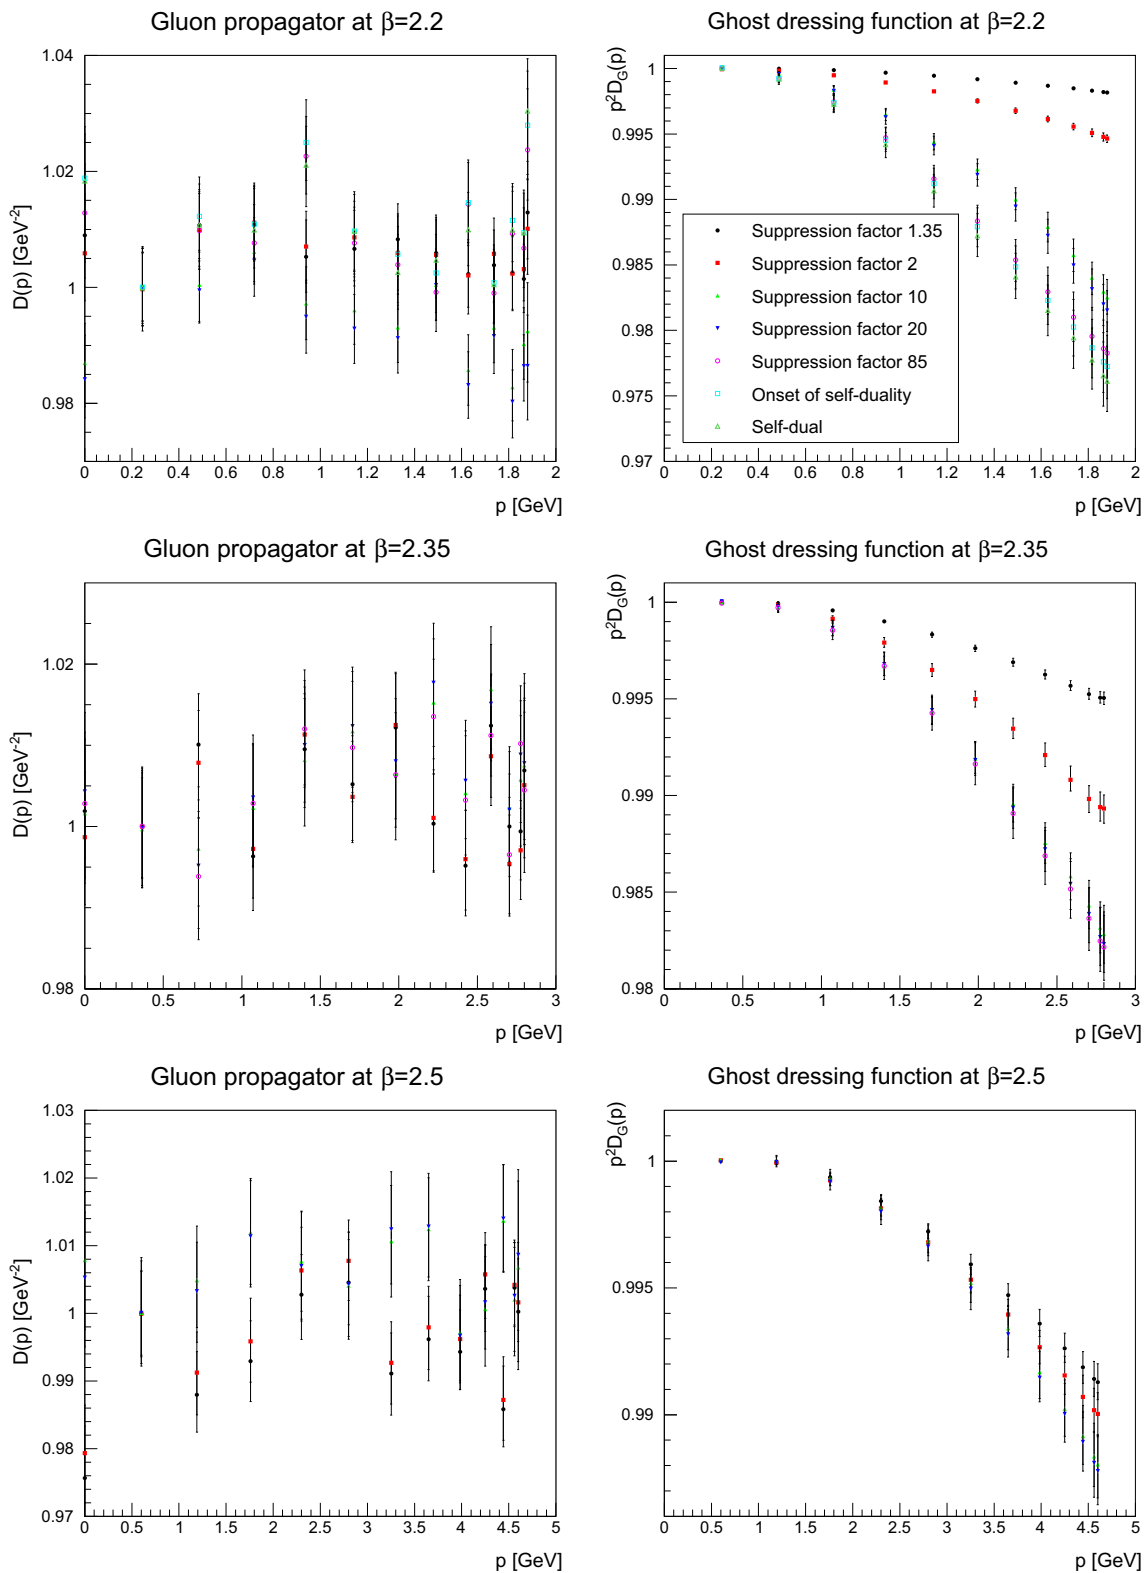 Gluon propagator at β=2.2
D(p) [GeV⁻²]
1.04
1.02
1
0.98
0 0.2 0.4 0.6 0.8 1 1.2 1.4 1.6 1.8 2
p [GeV]
Ghost dressing function at β=2.2
p²D_G(p)
1
0.995
0.99
0.985
0.98
0.975
0.97
Suppression factor 1.35
Suppression factor 2
Suppression factor 10
Suppression factor 20
Suppression factor 85
Onset of self-duality
Self-dual
0 0.2 0.4 0.6 0.8 1 1.2 1.4 1.6 1.8 2
p [GeV]
Gluon propagator at β=2.35
D(p) [GeV⁻²]
1.02
1
0.98
0 0.5 1 1.5 2 2.5 3
p [GeV]
Ghost dressing function at β=2.35
p²D_G(p)
1
0.995
0.99
0.985
0.98
0 0.5 1 1.5 2 2.5 3
p [GeV]
Gluon propagator at β=2.5
D(p) [GeV⁻²]
1.03
1.02
1.01
1
0.99
0.98
0.97
0 0.5 1 1.5 2 2.5 3 3.5 4 4.5 5
p [GeV]
Ghost dressing function at β=2.5
p²D_G(p)
1
0.995
0.99
0 0.5 1 1.5 2 2.5 3 3.5 4 4.5 5
p [GeV]